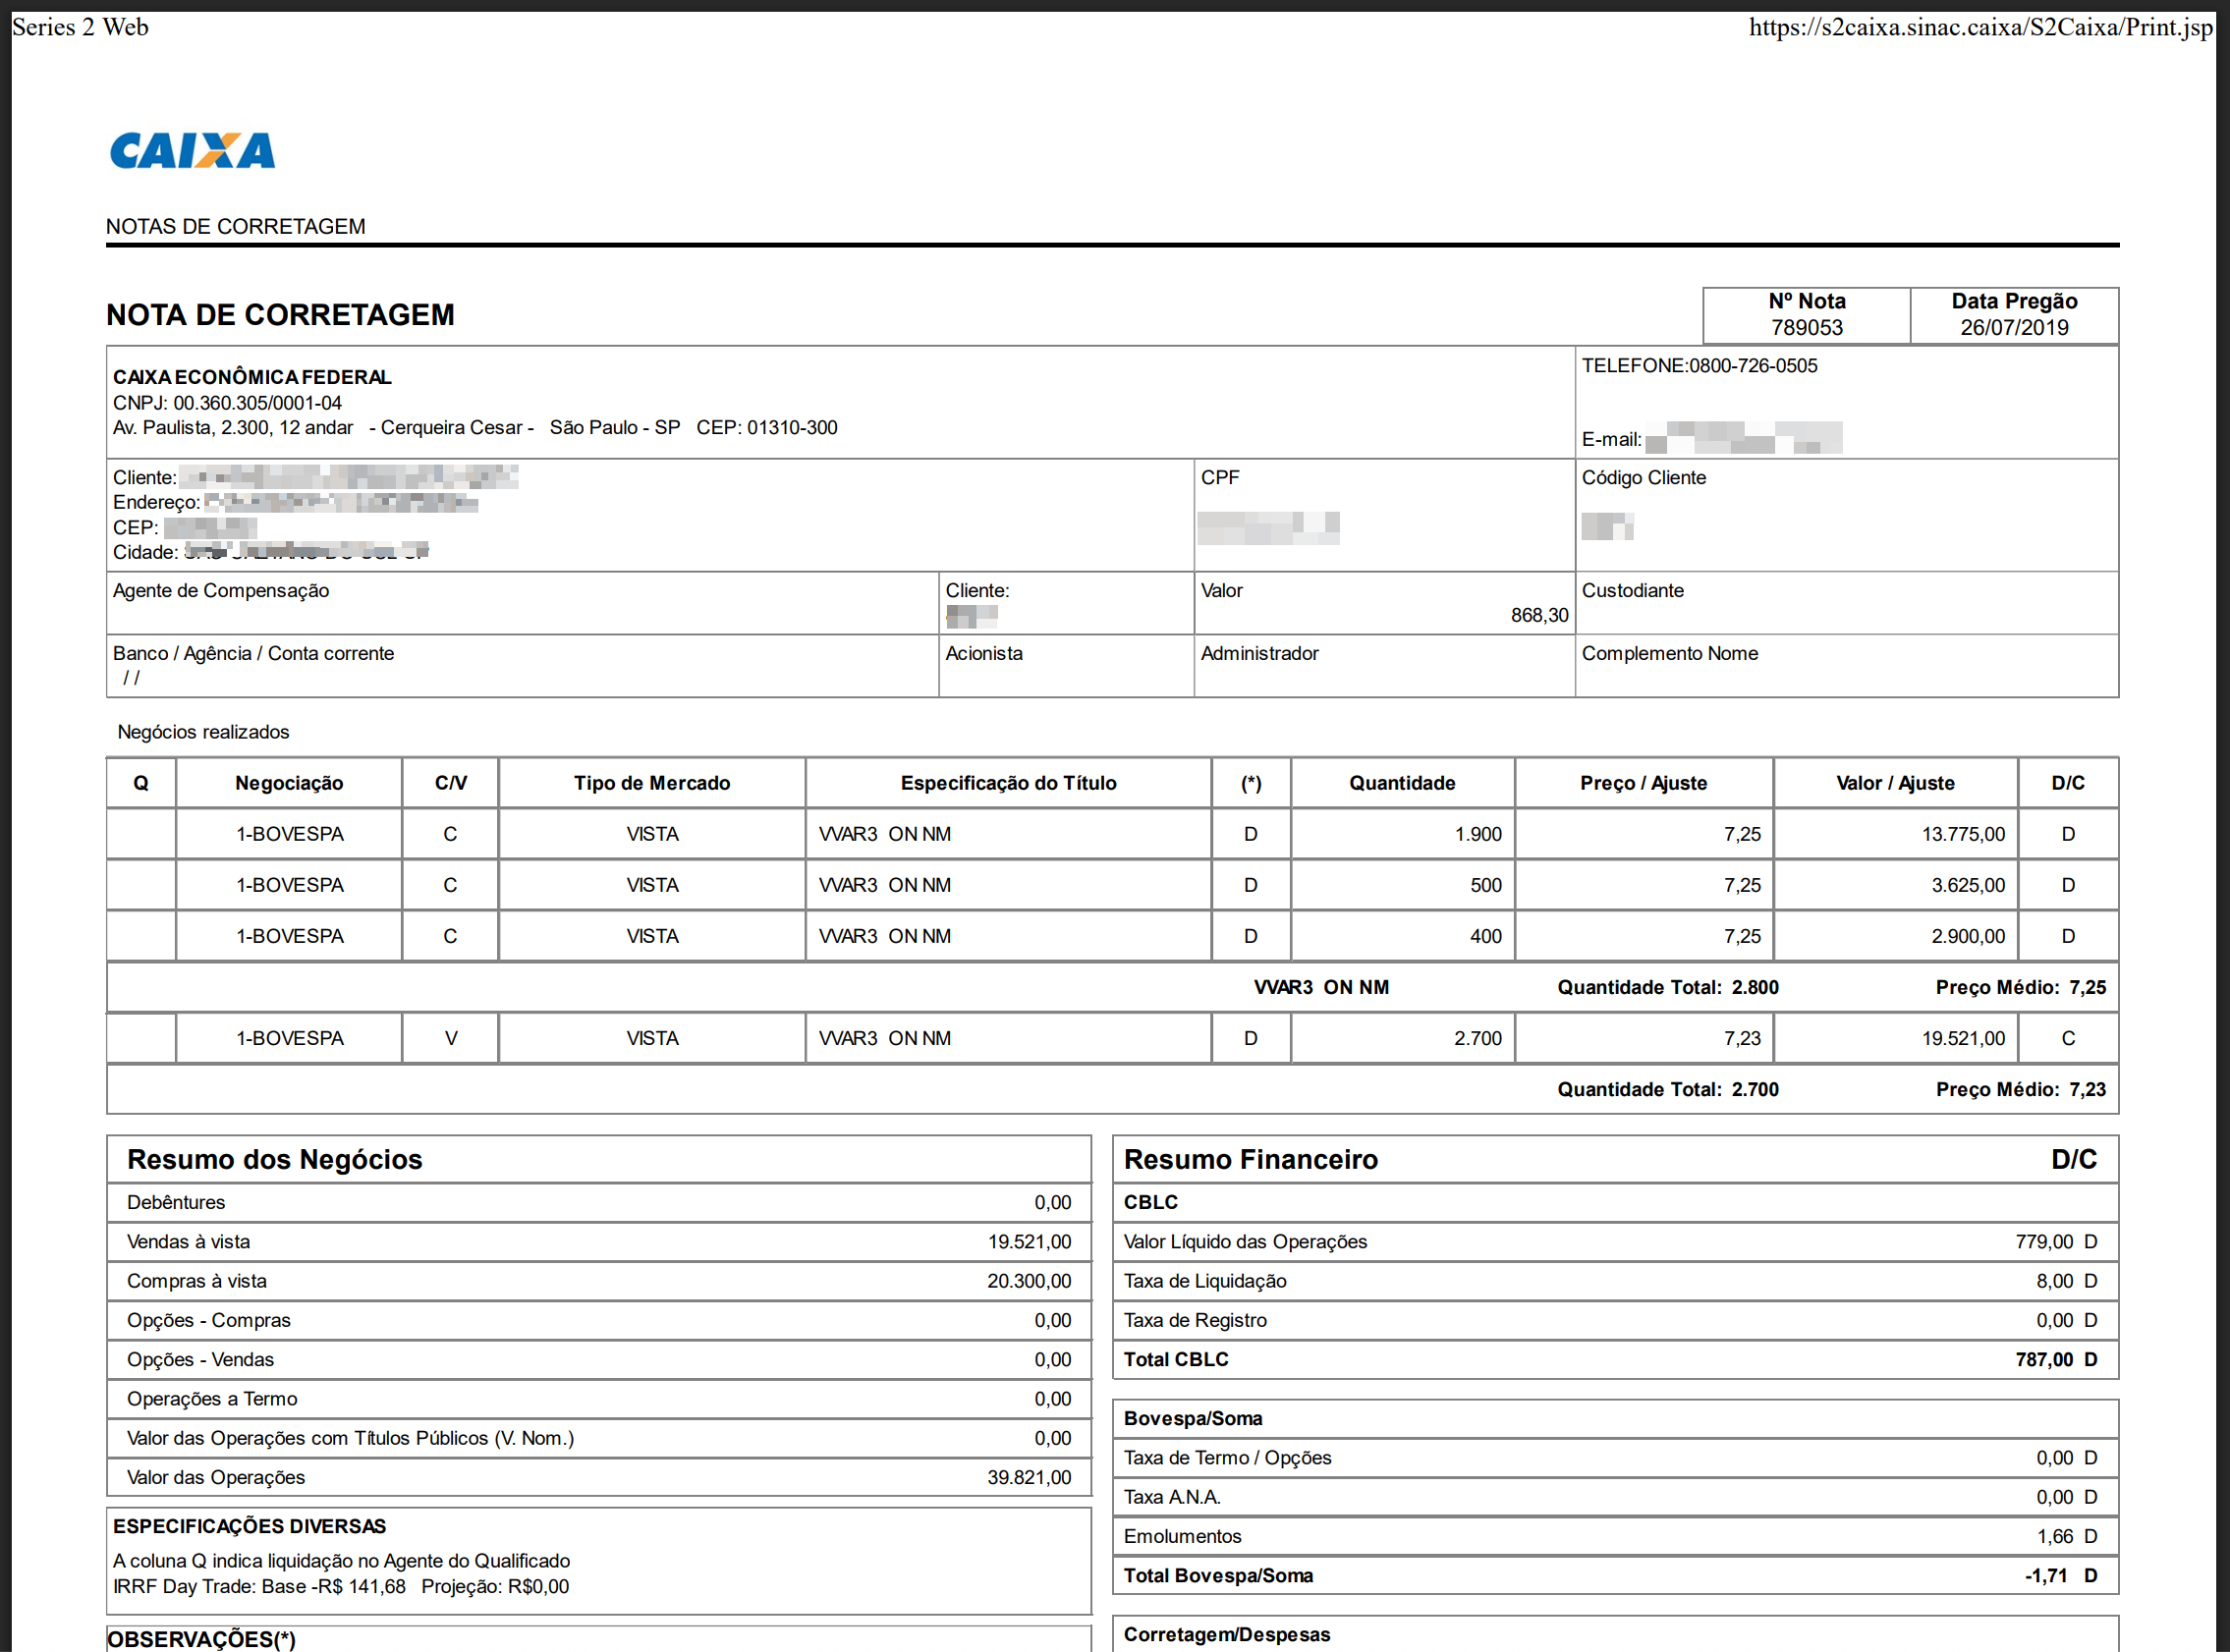 Series 2 Web https://s2caixa.sinac.caixa/S2Caixa/Print.jsp
CAIXA
NOTAS DE CORRETAGEM
NOTA DE CORRETAGEM
Nº Nota Data Pregão
789053 26/07/2019
CAIXA ECONÔMICA FEDERAL
CNPJ: 00.360.305/0001-04
Av. Paulista, 2.300, 12 andar - Cerqueira Cesar - São Paulo - SP CEP: 01310-300
TELEFONE:0800-726-0505
E-mail:
Cliente:
Endereço:
CEP:
Cidade:
CPF
Código Cliente
Agente de Compensação
Cliente:
Valor
868,30
Custodiante
Banco / Agência / Conta corrente
/ /
Acionista
Administrador
Complemento Nome
Negócios realizados
Q Negociação C/V Tipo de Mercado Especificação do Título (*) Quantidade Preço / Ajuste Valor / Ajuste D/C
1-BOVESPA C VISTA VVAR3 ON NM D 1.900 7,25 13.775,00 D
1-BOVESPA C VISTA VVAR3 ON NM D 500 7,25 3.625,00 D
1-BOVESPA C VISTA VVAR3 ON NM D 400 7,25 2.900,00 D
VVAR3 ON NM Quantidade Total: 2.800 Preço Médio: 7,25
1-BOVESPA V VISTA VVAR3 ON NM D 2.700 7,23 19.521,00 C
Quantidade Total: 2.700 Preço Médio: 7,23
Resumo dos Negócios
Debêntures 0,00
Vendas à vista 19.521,00
Compras à vista 20.300,00
Opções - Compras 0,00
Opções - Vendas 0,00
Operações a Termo 0,00
Valor das Operações com Títulos Públicos (V. Nom.) 0,00
Valor das Operações 39.821,00
ESPECIFICAÇÕES DIVERSAS
A coluna Q indica liquidação no Agente do Qualificado
IRRF Day Trade: Base -R$ 141,68 Projeção: R$0,00
OBSERVAÇÕES(*)
Resumo Financeiro D/C
CBLC
Valor Líquido das Operações 779,00 D
Taxa de Liquidação 8,00 D
Taxa de Registro 0,00 D
Total CBLC 787,00 D
Bovespa/Soma
Taxa de Termo / Opções 0,00 D
Taxa A.N.A. 0,00 D
Emolumentos 1,66 D
Total Bovespa/Soma -1,71 D
Corretagem/Despesas